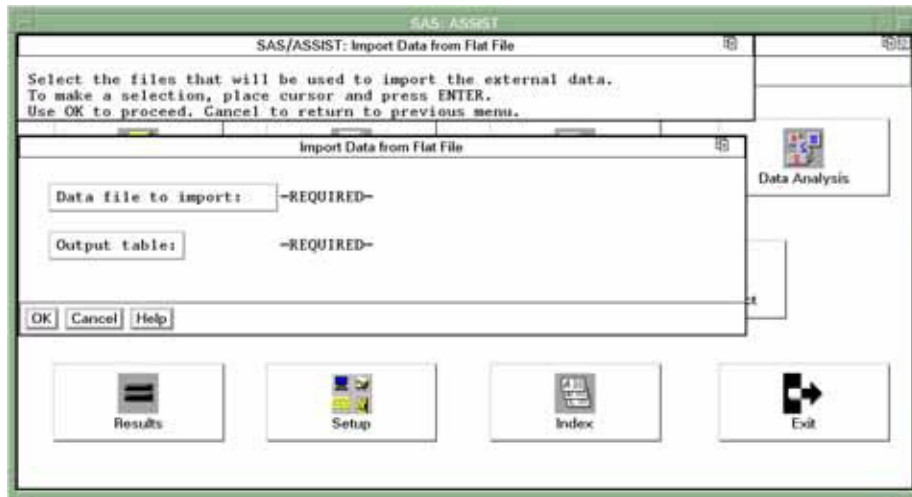 SAS: ASSIST
SAS/ASSIST: Import Data from Flat File
Select the files that will be used to import the external data.
To make a selection, place cursor and press ENTER.
Use OK to proceed. Cancel to return to previous menu.
Import Data from Flat File
Data Analysis
Data file to import: -REQUIRED-
Output table: -REQUIRED-
OK Cancel Help
Results Setup Index Exit